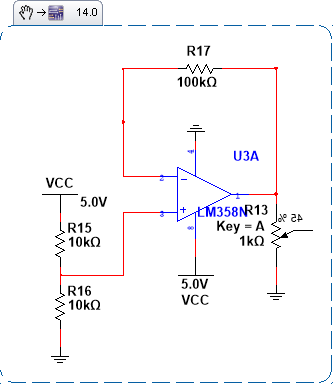 14.0
R17
100kΩ
4
U3A
2
1
3
LM358N
8
VCC
5.0V
R15
10kΩ
R16
10kΩ
R13
Key = A
1kΩ
45 %
5.0V
VCC